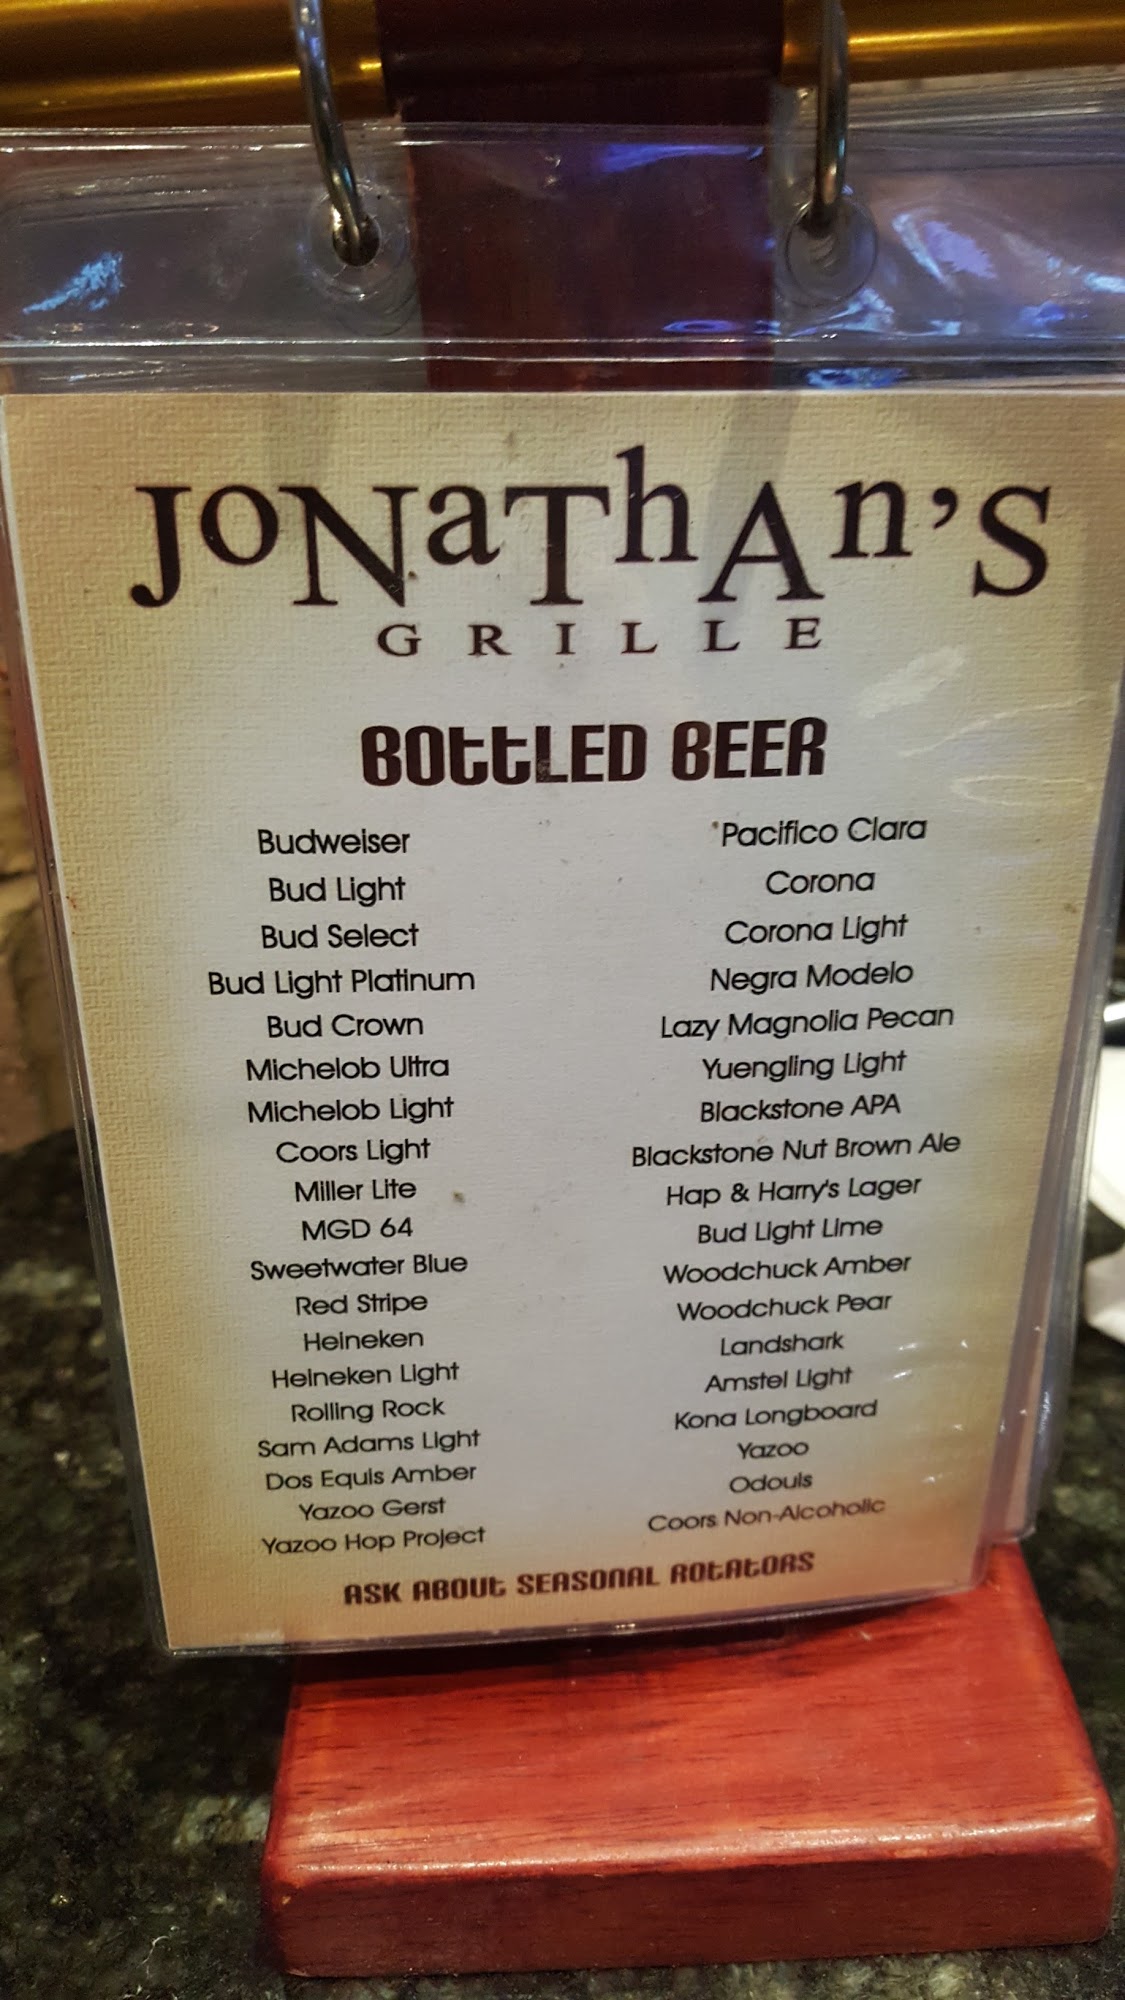 JoNaThAn's
GRILLE
BOttLED BEER
Budweiser
Bud Light
Bud Select
Bud Light Platinum
Bud Crown
Michelob Ultra
Michelob Light
Coors Light
Miller Lite
MGD 64
Sweetwater Blue
Red Stripe
Heineken
Heineken Light
Rolling Rock
Sam Adams Light
Dos Equis Amber
Yazoo Gerst
Yazoo Hop Project
Pacifico Clara
Corona
Corona Light
Negra Modelo
Lazy Magnolia Pecan
Yuengling Light
Blackstone APA
Blackstone Nut Brown Ale
Hap & Harry's Lager
Bud Light Lime
Woodchuck Amber
Woodchuck Pear
Landshark
Amstel Light
Kona Longboard
Yazoo
Odouls
Coors Non-Alcoholic
ASK ABOUt SEASONAL ROtAtORS